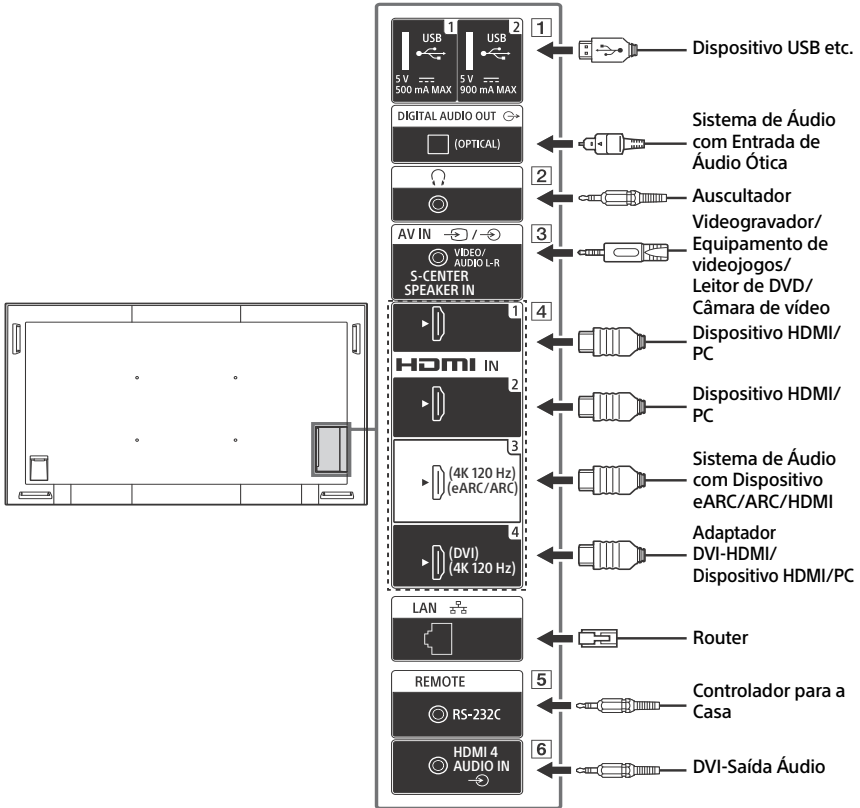 1
USB
5 V
500 mA MAX
2
USB
5 V
900 mA MAX
1
Dispositivo USB etc.
DIGITAL AUDIO OUT
(OPTICAL)
Sistema de Áudio
com Entrada de
Áudio Ótica
2
Auscultador
AV IN
/
3
VÍDEO/
AUDIO L-R
S-CENTER
SPEAKER IN
Videogravador/
Equipamento de
videojogos/
Leitor de DVD/
Câmara de vídeo
1
4
Dispositivo HDMI/
PC
HDMI IN
2
Dispositivo HDMI/
PC
3
(4K 120 Hz)
(eARC/ARC)
Sistema de Áudio
com Dispositivo
eARC/ARC/HDMI
4
(DVI)
(4K 120 Hz)
Adaptador
DVI-HDMI/
Dispositivo HDMI/PC
LAN
Router
REMOTE
5
RS-232C
Controlador para a
Casa
6
HDMI 4
AUDIO IN
DVI-Saída Áudio